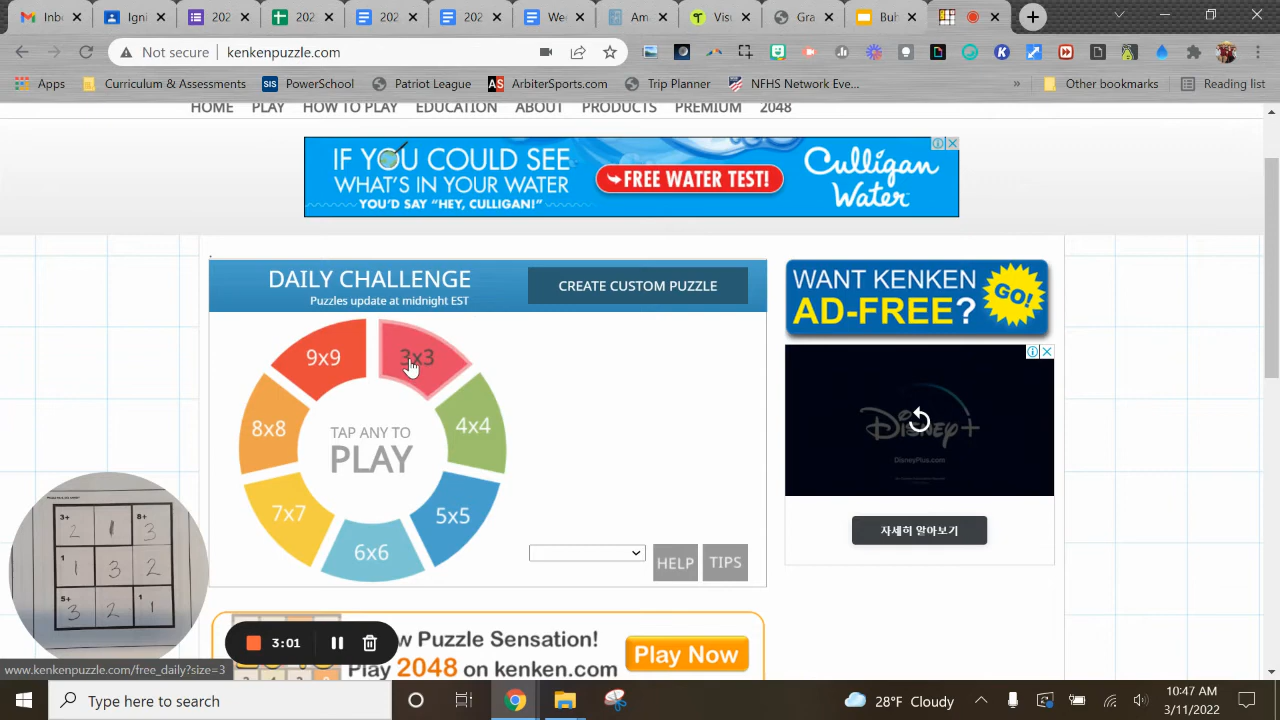 Inbo
Igni
202
202
202
202
We
Am
Vis
Gra
Buk
Not secure
kenkenpuzzle.com
Apps
Curriculum & Assessments
SIS PowerSchool
Patriot League
AS ArbiterSports.com
Trip Planner
NFHS Network Eve...
»
Other bookmarks
Reading list
HOME PLAY HOW TO PLAY EDUCATION ABOUT PRODUCTS PREMIUM 2048
IF YOU COULD SEE
WHAT'S IN YOUR WATER
YOU'D SAY "HEY, CULLIGAN!"
FREE WATER TEST!
Culligan
Water
DAILY CHALLENGE
Puzzles update at midnight EST
CREATE CUSTOM PUZZLE
WANT KENKEN
AD-FREE?
GO!
9x9
3x3
8x8
4x4
TAP ANY TO
PLAY
7x7
5x5
6x6
HELP
TIPS
Disney+
DisneyPlus.com
자세히 알아보기
3+ 8+
2 1 3
1
1 3 2
5+ 1
3 2 1
w Puzzle Sensation!
Play 2048 on kenken.com
Play Now
3:01
www.kenkenpuzzle.com/free_daily?size=3
Type here to search
28°F Cloudy
10:47 AM
3/11/2022